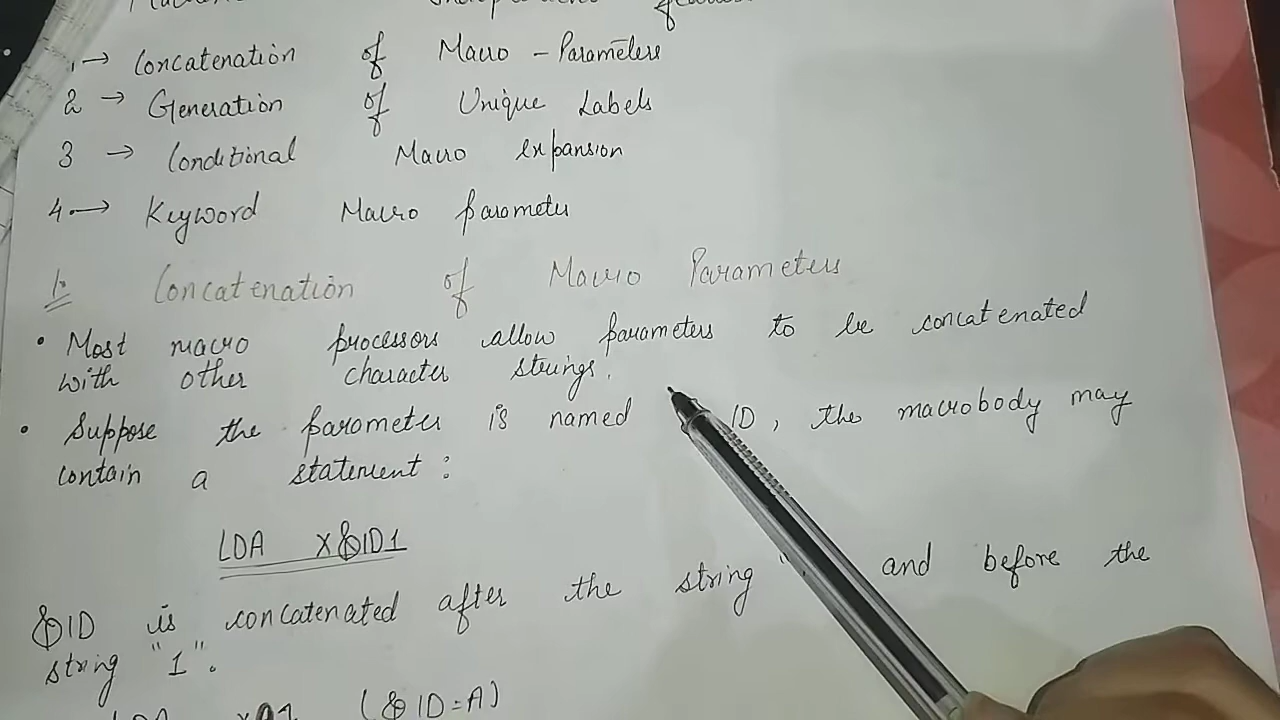 1 → Concatenation of Macro - Parameters
2 → Generation of Unique Labels
3 → Conditional Macro expansion
4. → Keyword Macro parameter
1. Concatenation of Macro Parameters
• Most macro processors allow parameters to be concatenated
with other character strings.
• Suppose the parameter is named ID, the macrobody may
contain a statement :
LDA X&ID1
&ID is concatenated after the string " and before the
string "1".
LDA XA1 (&ID=A)